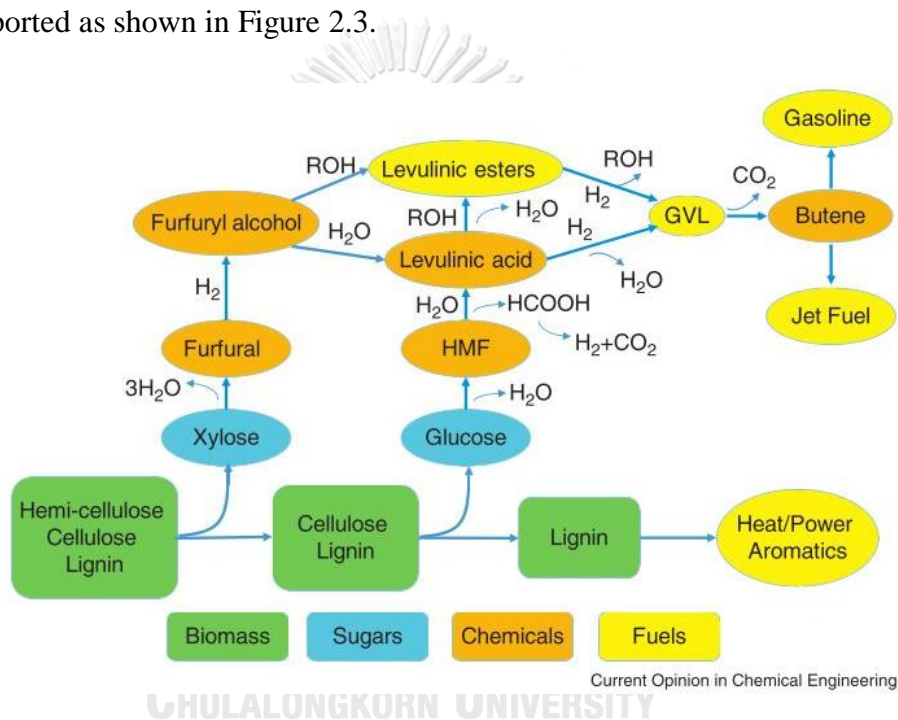 ported as shown in Figure 2.3.
Gasoline
ROH
Levulinic esters
ROH
H₂
CO₂
Furfuryl alcohol
ROH
H₂O
GVL
Butene
H₂O
H₂
Levulinic acid
H₂O
H₂
H₂O
HCOOH
Jet Fuel
Furfural
HMF
H₂+CO₂
3H₂O
H₂O
Xylose
Glucose
Hemi-cellulose
Cellulose
Lignin
Cellulose
Lignin
Lignin
Heat/Power
Aromatics
Biomass
Sugars
Chemicals
Fuels
Current Opinion in Chemical Engineering
CHULALONGKORN UNIVERSITY